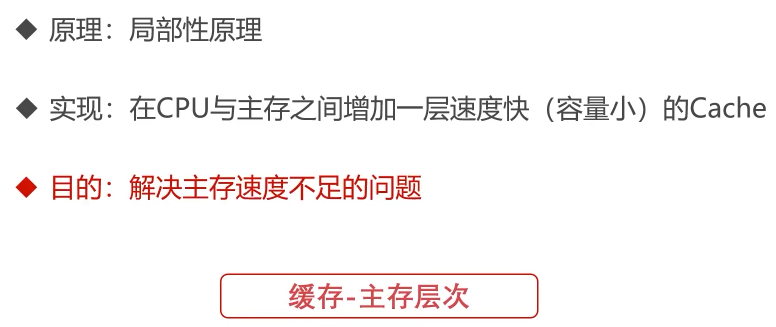 ◆ 原理：局部性原理
◆ 实现：在CPU与主存之间增加一层速度快（容量小）的Cache
◆ 目的：解决主存速度不足的问题
缓存-主存层次